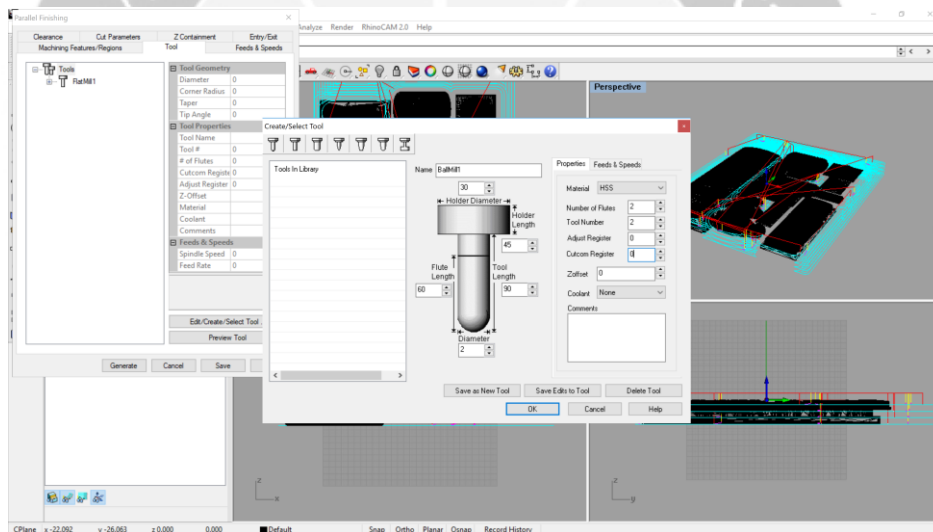 Parallel Finishing
Analyze Render RhinoCAM 2.0 Help
Clearance Cut Parameters Z Containment Entry/Exit
Machining Features/Regions Tool Feeds & Speeds
Tools
FlatMill1
Tool Geometry
Diameter 0
Corner Radius 0
Taper 0
Tip Angle 0
Tool Properties
Tool Name
Tool # 0
# of Flutes 0
Cutcom Registe 0
Adjust Register 0
Z-Offset
Material
Coolant
Comments
Feeds & Speeds
Spindle Speed 0
Feed Rate 0
Edit/Create/Select Tool
Preview Tool
Generate Cancel Save
Create/Select Tool
Tools In Library
Name BallMill1
30
Holder Diameter
Holder
Length
45
Flute
Length
60
Tool
Length
90
Diameter
2
Properties Feeds & Speeds
Material HSS
Number of Flutes 2
Tool Number 2
Adjust Register 0
Cutcom Register 0
Zoffset 0
Coolant None
Comments
Save as New Tool Save Edits to Tool Delete Tool
OK Cancel Help
Perspective
z
x
z
y
CPlane x -22.092 y -26.063 z 0.000 0.000 Default Snap Ortho Planar Osnap Record History